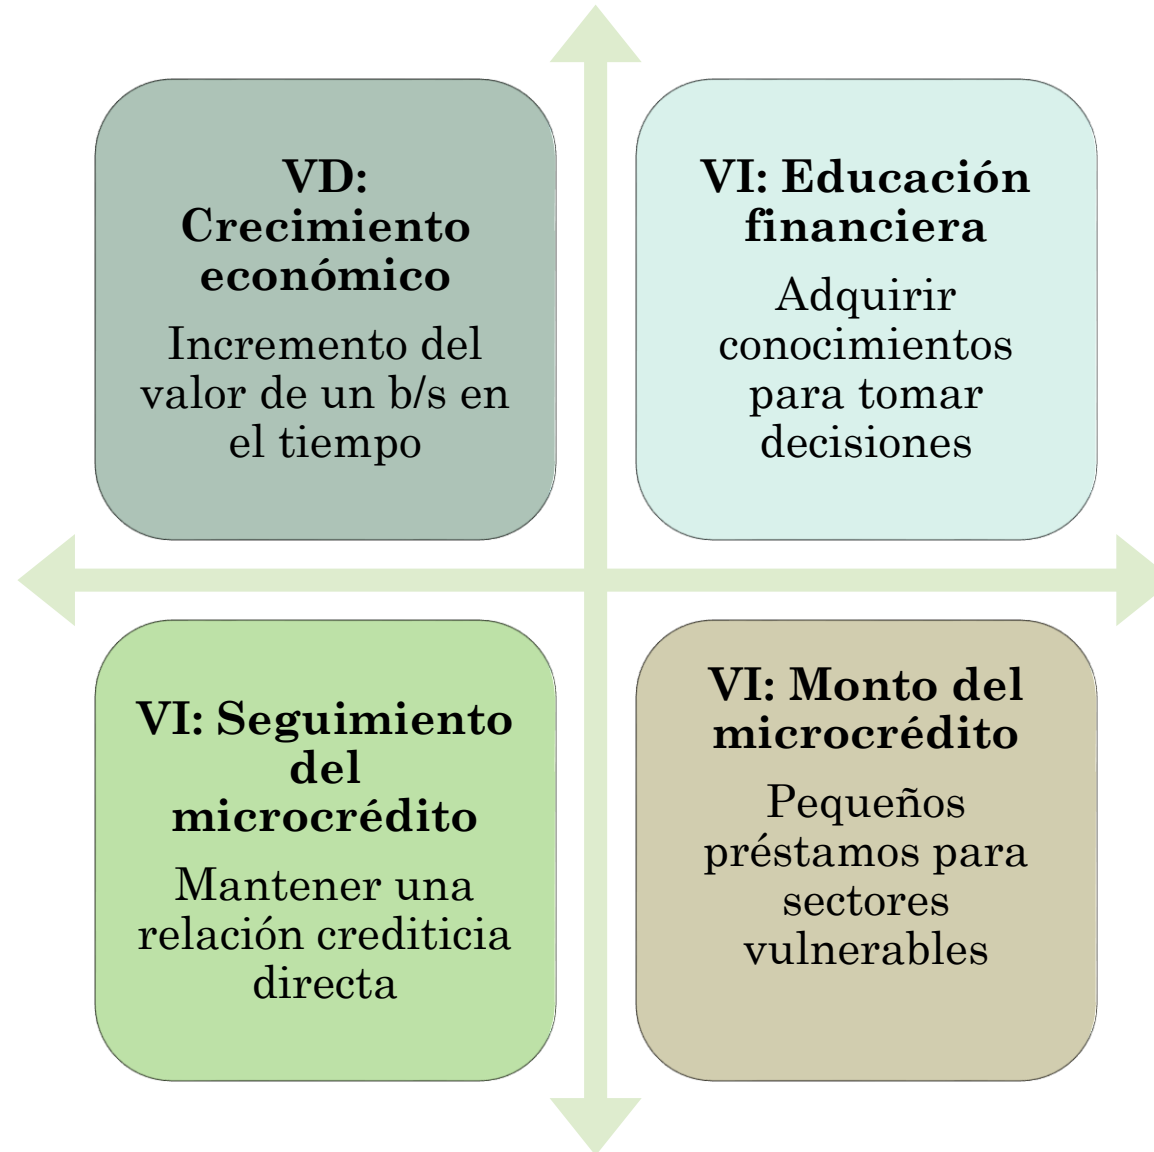 VD:
Crecimiento
económico
Incremento del
valor de un b/s en
el tiempo
VI: Educación
financiera
Adquirir
conocimientos
para tomar
decisiones
VI: Seguimiento
del
microcrédito
Mantener una
relación crediticia
directa
VI: Monto del
microcrédito
Pequeños
préstamos para
sectores
vulnerables